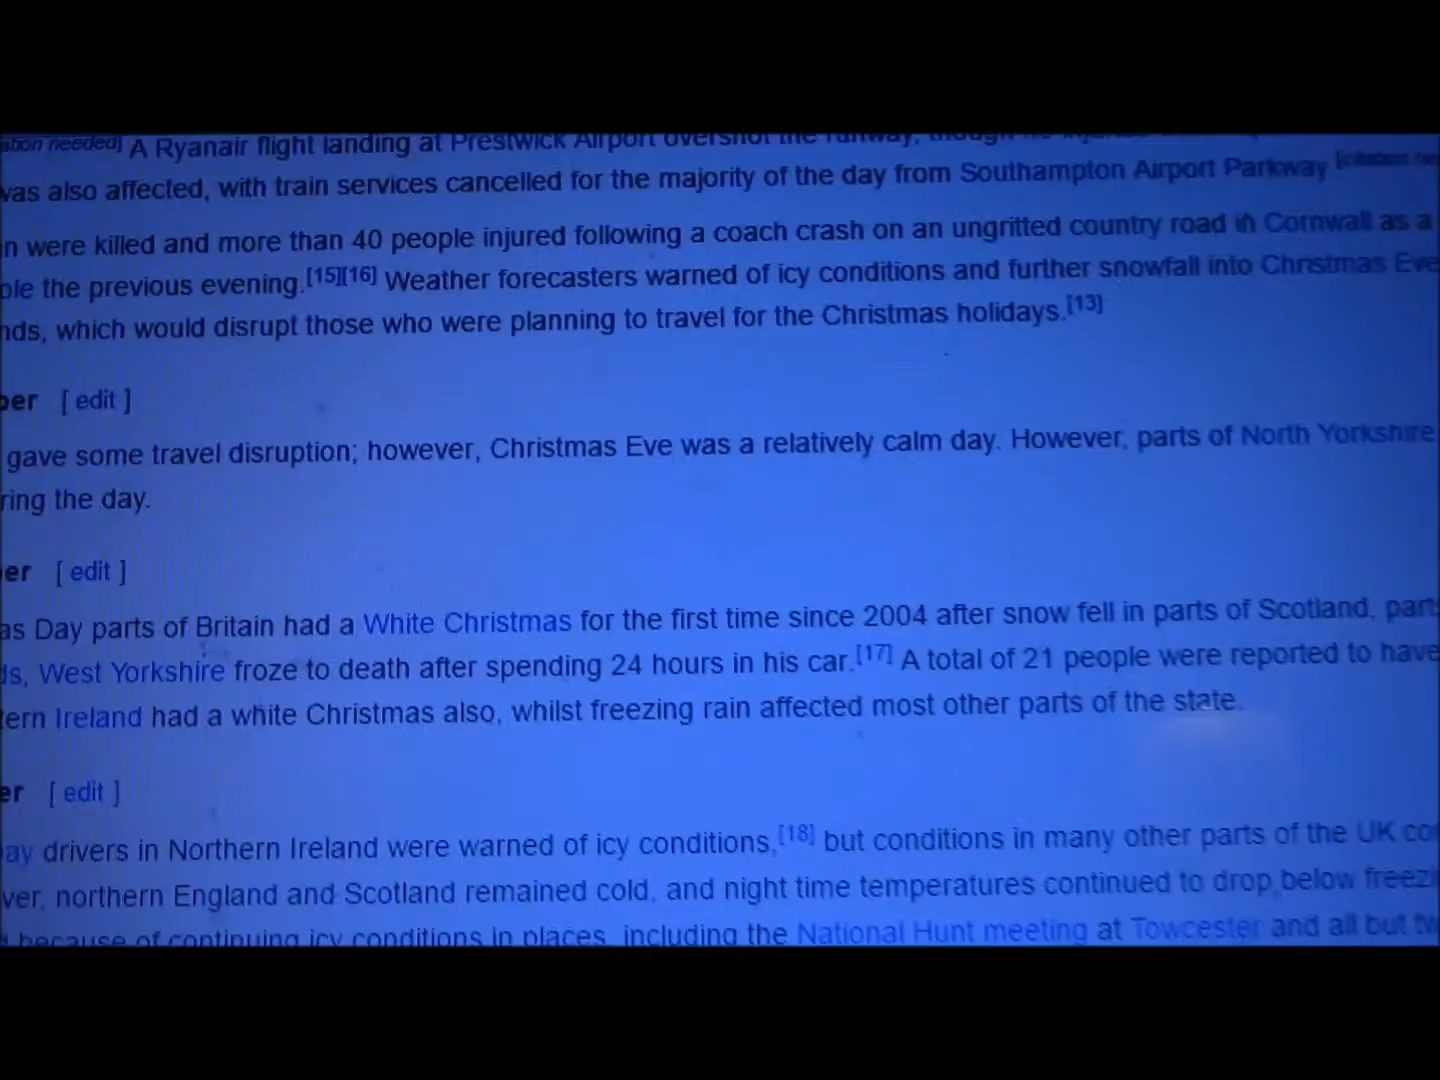 needed] A Ryanair flight landing at Prestwick Airport overshot the runway, though no
was also affected, with train services cancelled for the majority of the day from Southampton Airport Parkway [citation
n were killed and more than 40 people injured following a coach crash on an ungritted country road in Cornwall as a
ple the previous evening.[15][16] Weather forecasters warned of icy conditions and further snowfall into Christmas Eve
nds, which would disrupt those who were planning to travel for the Christmas holidays.[13]
ber [ edit ]
gave some travel disruption; however, Christmas Eve was a relatively calm day. However, parts of North Yorkshire
ring the day.
er [ edit ]
as Day parts of Britain had a White Christmas for the first time since 2004 after snow fell in parts of Scotland, part
ds, West Yorkshire froze to death after spending 24 hours in his car.[17] A total of 21 people were reported to have
tern Ireland had a white Christmas also, whilst freezing rain affected most other parts of the state.
er [ edit ]
ay drivers in Northern Ireland were warned of icy conditions,[18] but conditions in many other parts of the UK co
ver, northern England and Scotland remained cold, and night time temperatures continued to drop below freezi
because of continuing icy conditions in places, including the National Hunt meeting at Towcester and all but tw